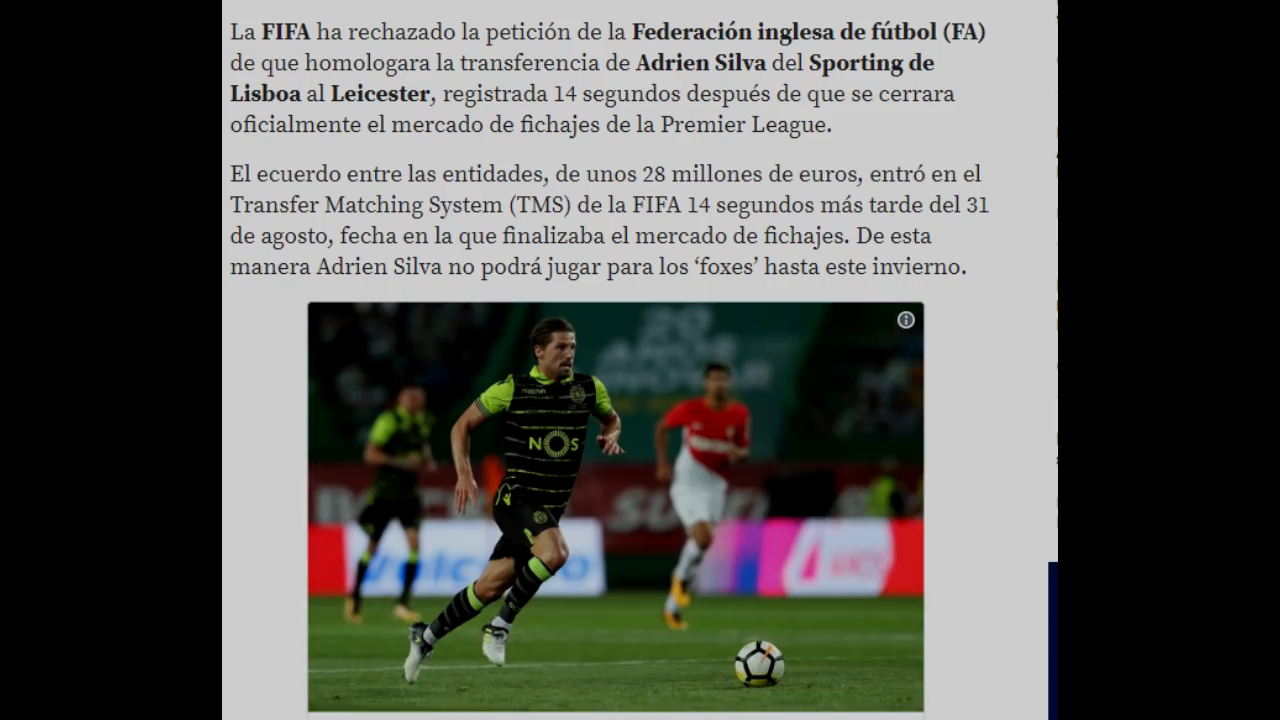 La FIFA ha rechazado la petición de la Federación inglesa de fútbol (FA)
de que homologara la transferencia de Adrien Silva del Sporting de
Lisboa al Leicester, registrada 14 segundos después de que se cerrara
oficialmente el mercado de fichajes de la Premier League.
El ecuerdo entre las entidades, de unos 28 millones de euros, entró en el
Transfer Matching System (TMS) de la FIFA 14 segundos más tarde del 31
de agosto, fecha en la que finalizaba el mercado de fichajes. De esta
manera Adrien Silva no podrá jugar para los ‘foxes’ hasta este invierno.
20
ANOS
NOS